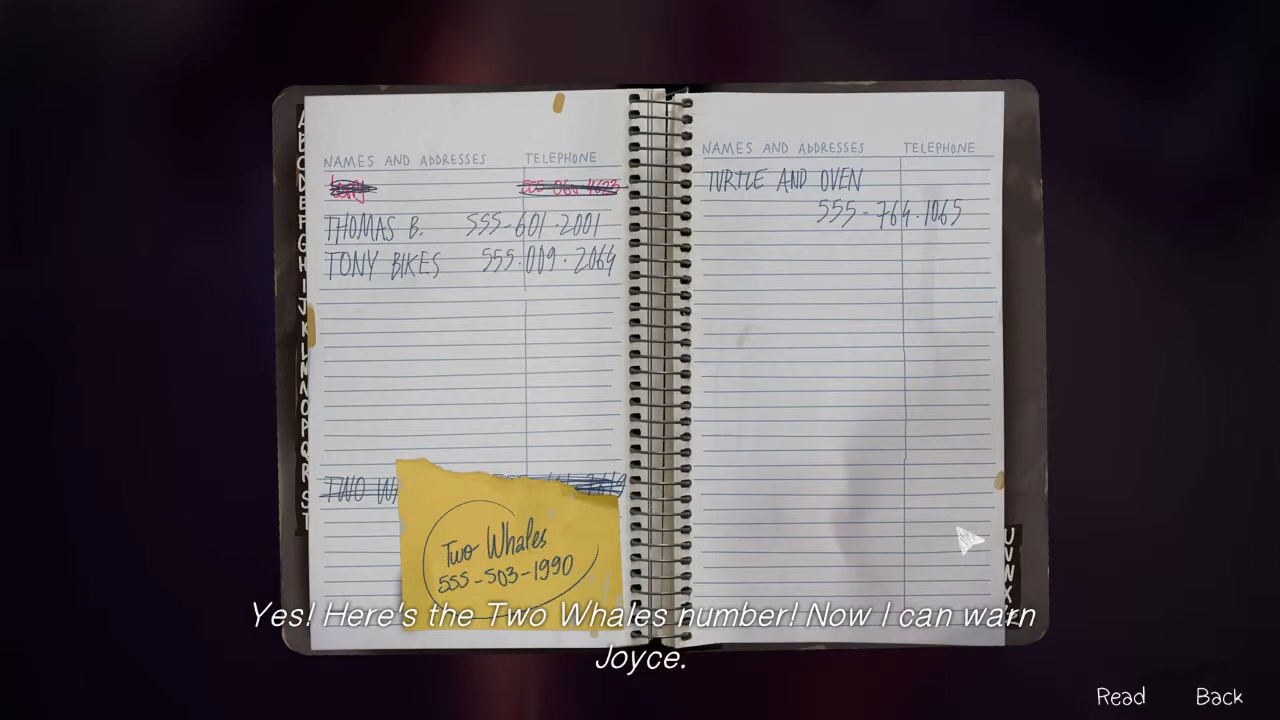 A
B
C
D
E
F
G
H
I
J
K
L
M
N
O
P
Q
R
S
T
NAMES AND ADDRESSES TELEPHONE
THOMAS B. 555-601-2001
TONY BIKES 555.009.2064
TWO
Two Whales
555-503-1990
NAMES AND ADDRESSES TELEPHONE
TURTLE AND OVEN
555-764.1065
U
V
W
X
Yes! Here's the Two Whales number! Now I can warn
Joyce.
Read Back